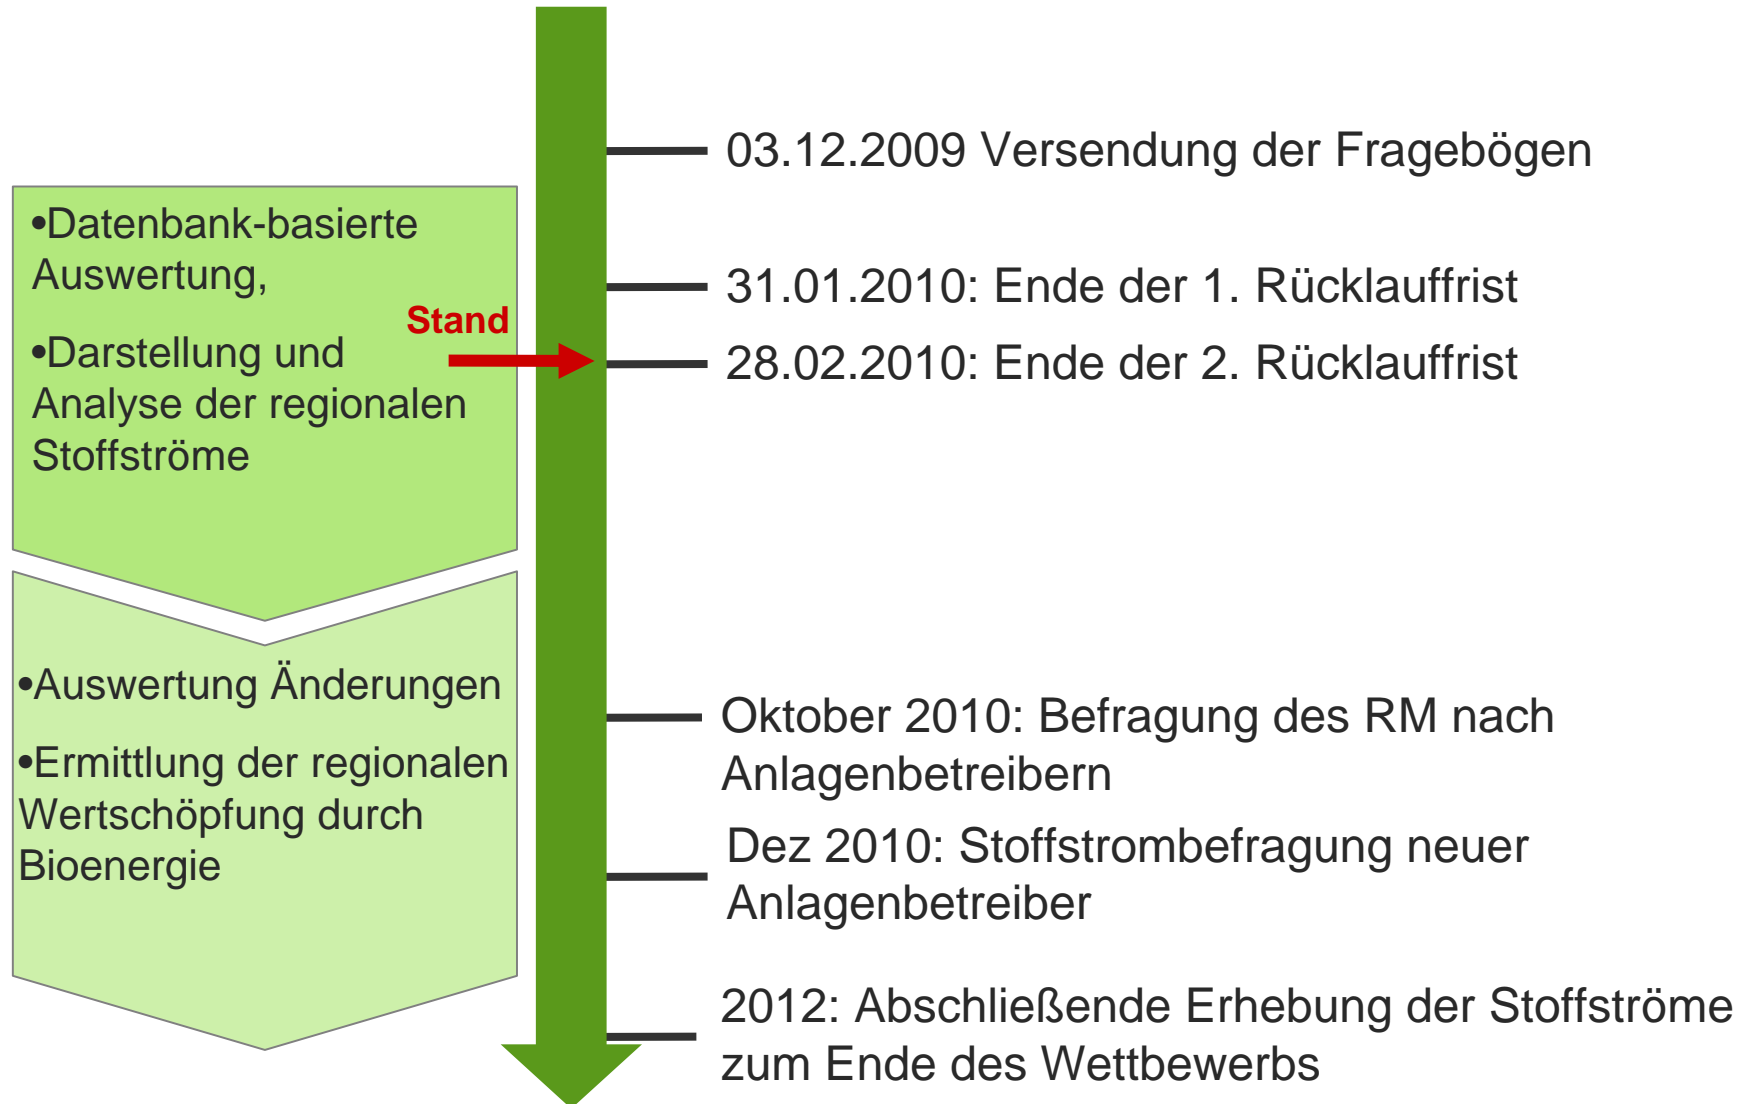 03.12.2009 Versendung der Fragebögen
•Datenbank-basierte
Auswertung,
•Darstellung und
Analyse der regionalen
Stoffströme
Stand
31.01.2010: Ende der 1. Rücklauffrist
28.02.2010: Ende der 2. Rücklauffrist
•Auswertung Änderungen
•Ermittlung der regionalen
Wertschöpfung durch
Bioenergie
Oktober 2010: Befragung des RM nach
Anlagenbetreibern
Dez 2010: Stoffstrombefragung neuer
Anlagenbetreiber
2012: Abschließende Erhebung der Stoffströme
zum Ende des Wettbewerbs